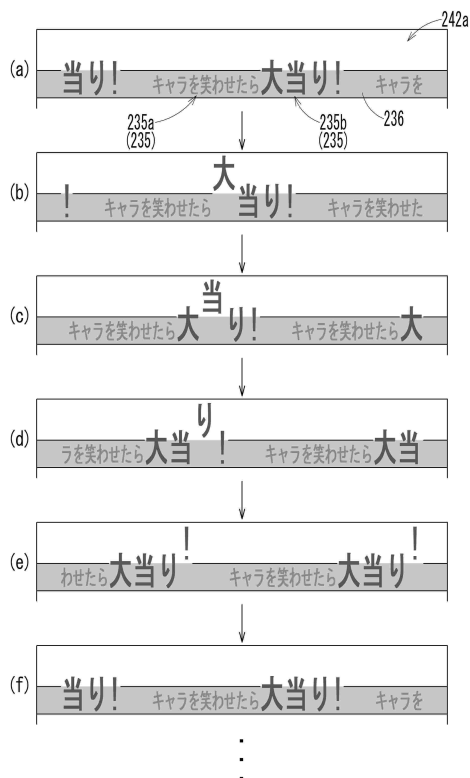 242a
(a) 当り! キャラを笑わせたら大当り! キャラを
235a 235b 236
(235) (235)
(b) ! キャラを笑わせたら大当り! キャラを笑わせた
(c) キャラを笑わせたら大当り! キャラを笑わせたら大
(d) ラを笑わせたら大当り! キャラを笑わせたら大当
(e) わせたら大当り! キャラを笑わせたら大当り!
(f) 当り! キャラを笑わせたら大当り! キャラを